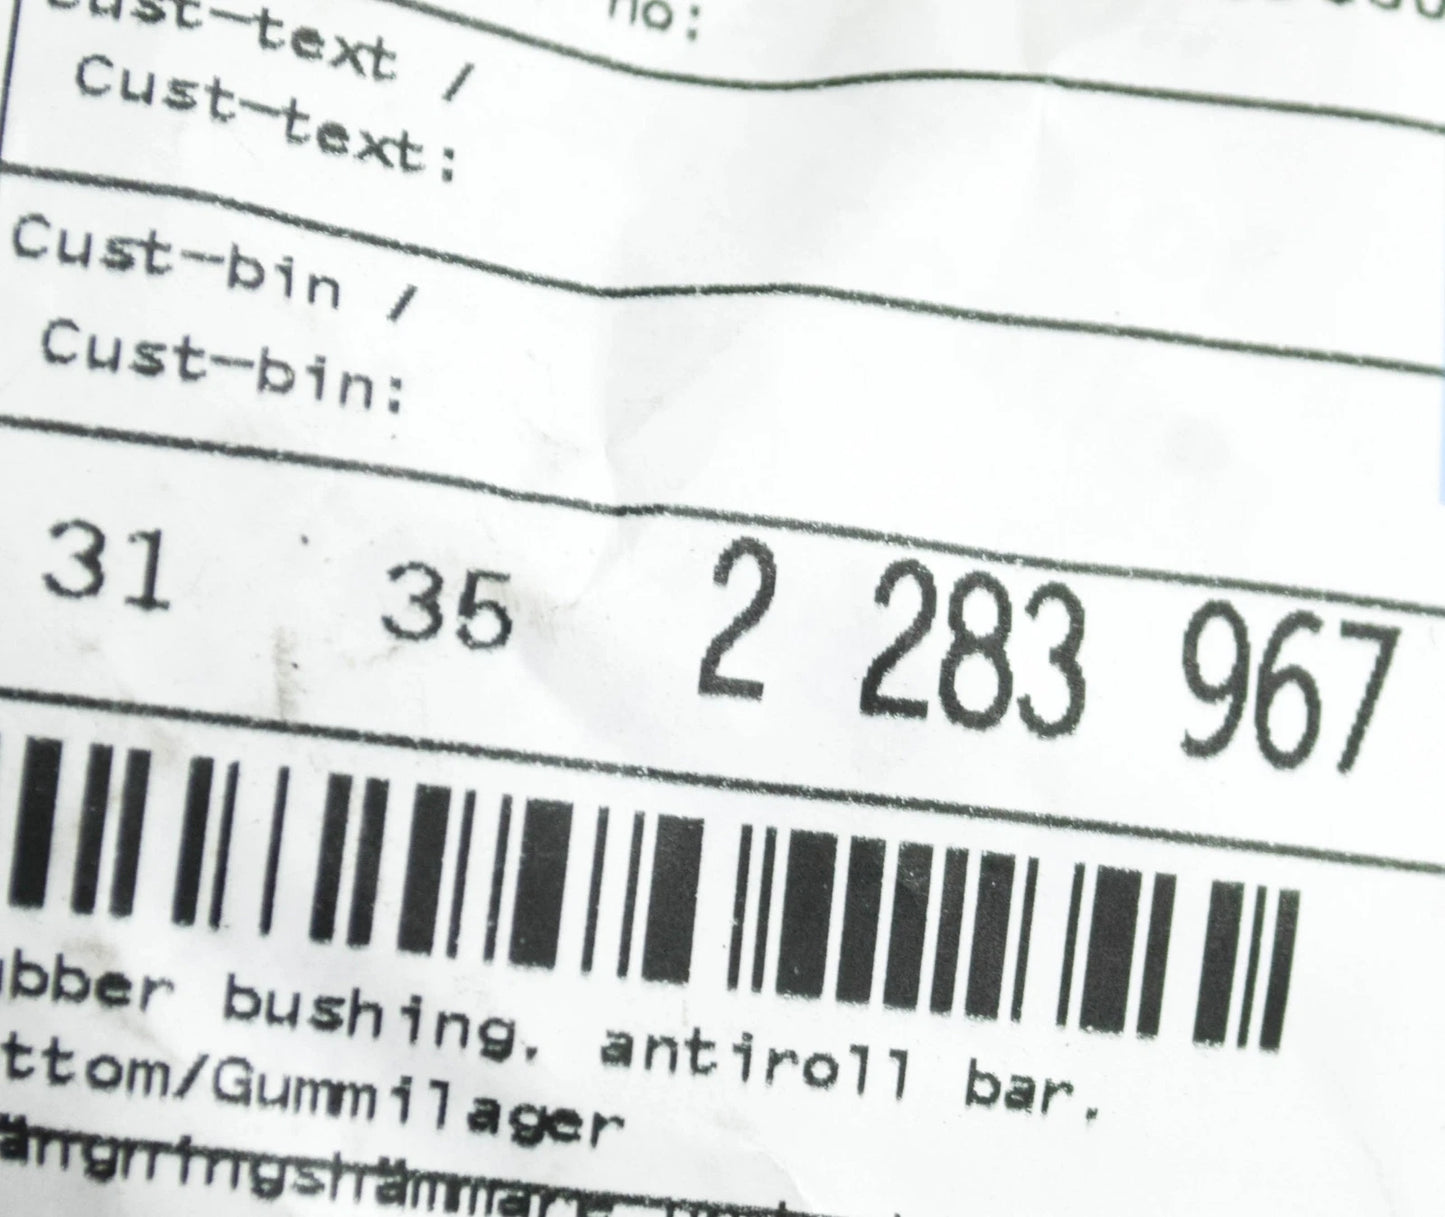 no:
Cust-text /
Cust-text:
Cust-bin /
Cust-bin:
31 35 2 283 967
bber bushing, antiroll bar,
ttom/Gummilager